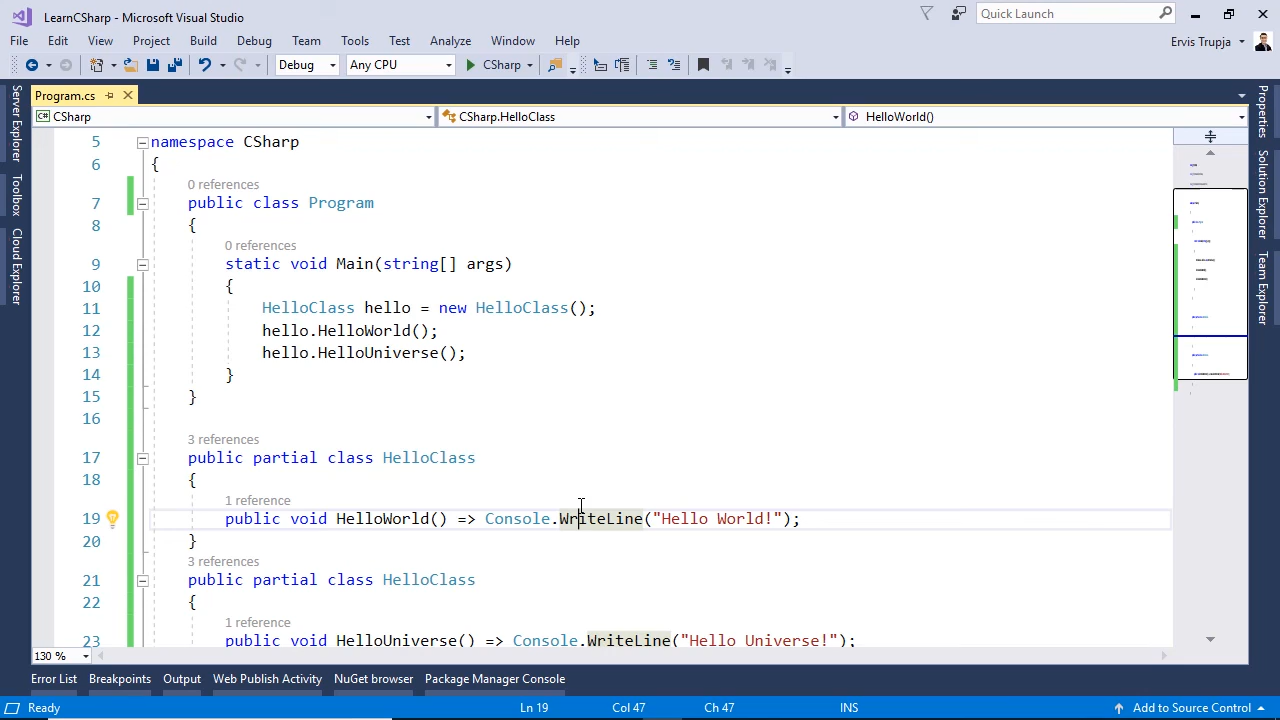 LearnCSharp - Microsoft Visual Studio
Quick Launch
File Edit View Project Build Debug Team Tools Test Analyze Window Help
Ervis Trupja
Debug Any CPU CSharp
Program.cs
CSharp CSharp.HelloClass HelloWorld()
Server Explorer
Toolbox
Cloud Explorer
5 namespace CSharp
6 {
0 references
7 public class Program
8 {
0 references
9 static void Main(string[] args)
10 {
11 HelloClass hello = new HelloClass();
12 hello.HelloWorld();
13 hello.HelloUniverse();
14 }
15 }
16
3 references
17 public partial class HelloClass
18 {
1 reference
19 public void HelloWorld() => Console.WriteLine("Hello World!");
20 }
3 references
21 public partial class HelloClass
22 {
1 reference
23 public void HelloUniverse() => Console.WriteLine("Hello Universe!");
Properties
Solution Explorer
Team Explorer
130 %
Error List Breakpoints Output Web Publish Activity NuGet browser Package Manager Console
Ready Ln 19 Col 47 Ch 47 INS Add to Source Control